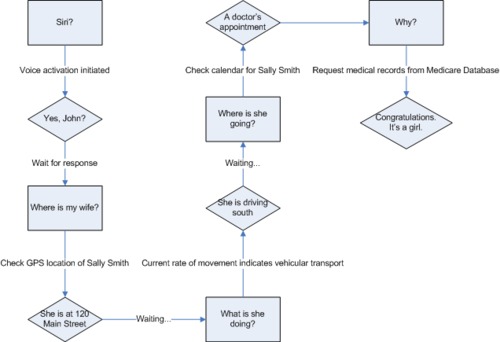 Siri?
Voice activation initiated
Yes, John?
Wait for response
Where is my wife?
Check GPS location of Sally Smith
She is at 120
Main Street
Waiting...
What is she
doing?
Current rate of movement indicates vehicular transport
She is driving
south
Waiting...
Where is she
going?
Check calendar for Sally Smith
A doctor's
appointment
Why?
Request medical records from Medicare Database
Congratulations.
It's a girl.